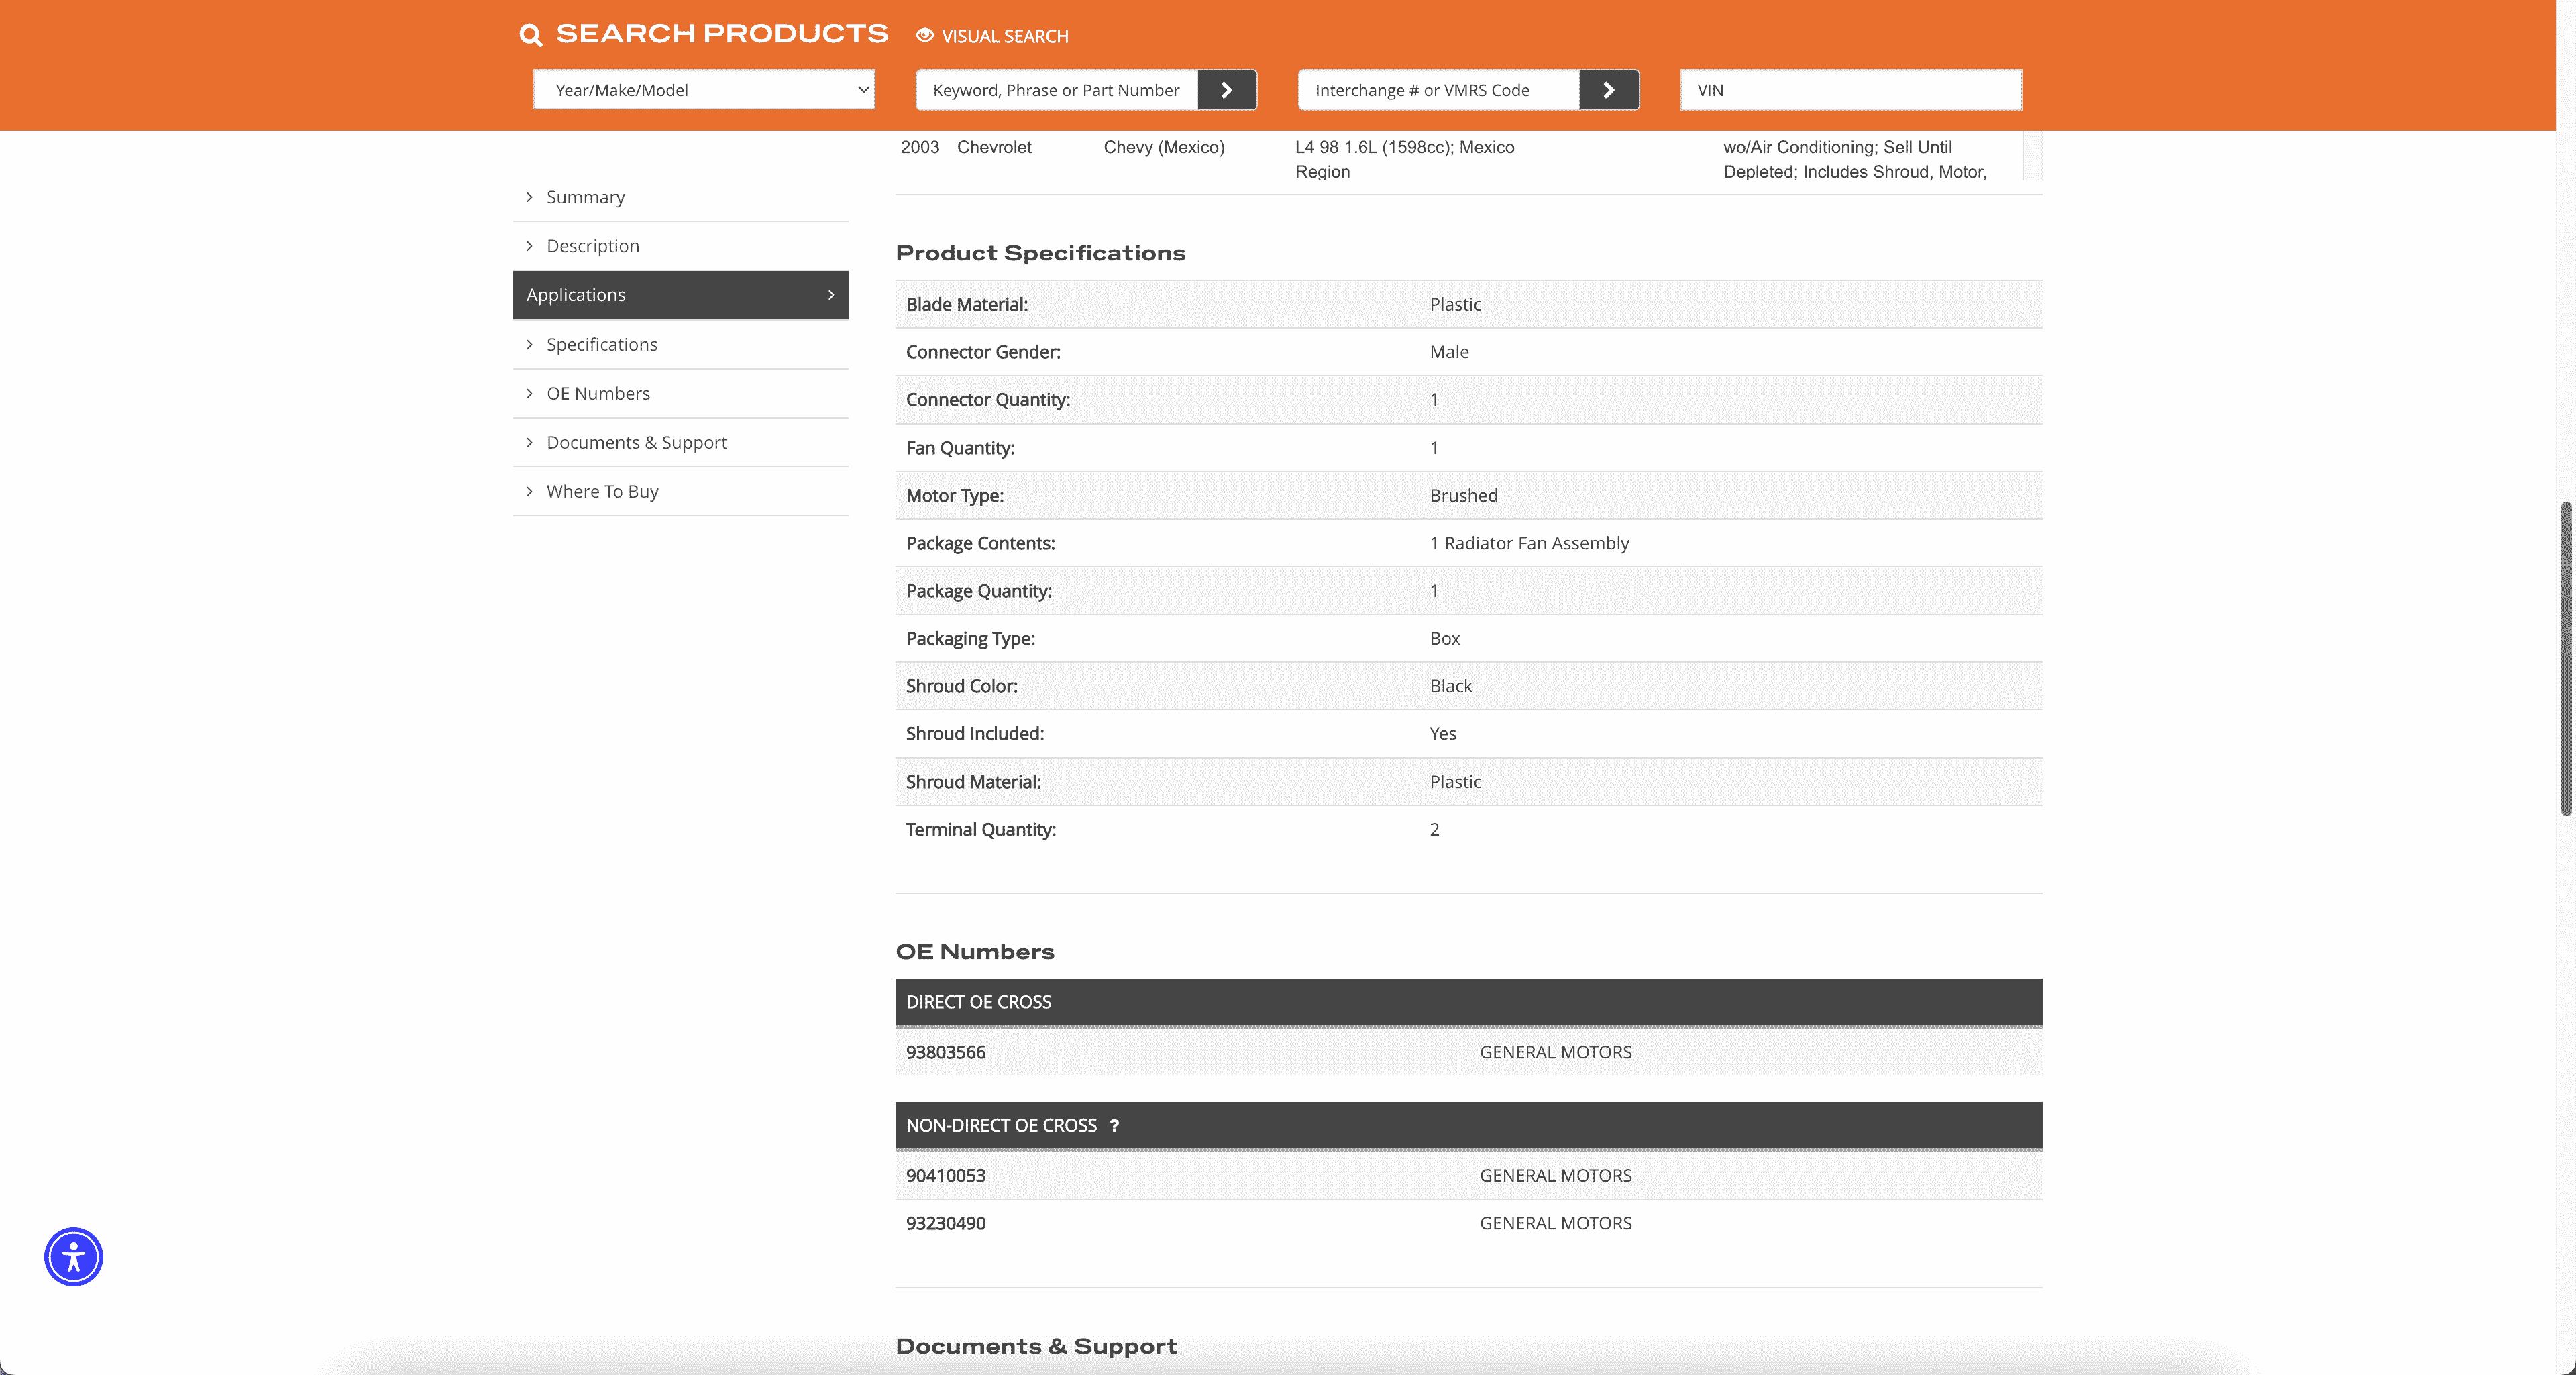 SEARCH PRODUCTS VISUAL SEARCH
Year/Make/Model Keyword, Phrase or Part Number Interchange # or VMRS Code VIN
2003 Chevrolet Chevy (Mexico) L4 98 1.6L (1598cc); Mexico Region wo/Air Conditioning; Sell Until Depleted; Includes Shroud, Motor,
Summary
Description
Applications
Specifications
OE Numbers
Documents & Support
Where To Buy
Product Specifications
Blade Material: Plastic
Connector Gender: Male
Connector Quantity: 1
Fan Quantity: 1
Motor Type: Brushed
Package Contents: 1 Radiator Fan Assembly
Package Quantity: 1
Packaging Type: Box
Shroud Color: Black
Shroud Included: Yes
Shroud Material: Plastic
Terminal Quantity: 2
OE Numbers
DIRECT OE CROSS
93803566 GENERAL MOTORS
NON-DIRECT OE CROSS ?
90410053 GENERAL MOTORS
93230490 GENERAL MOTORS
Documents & Support